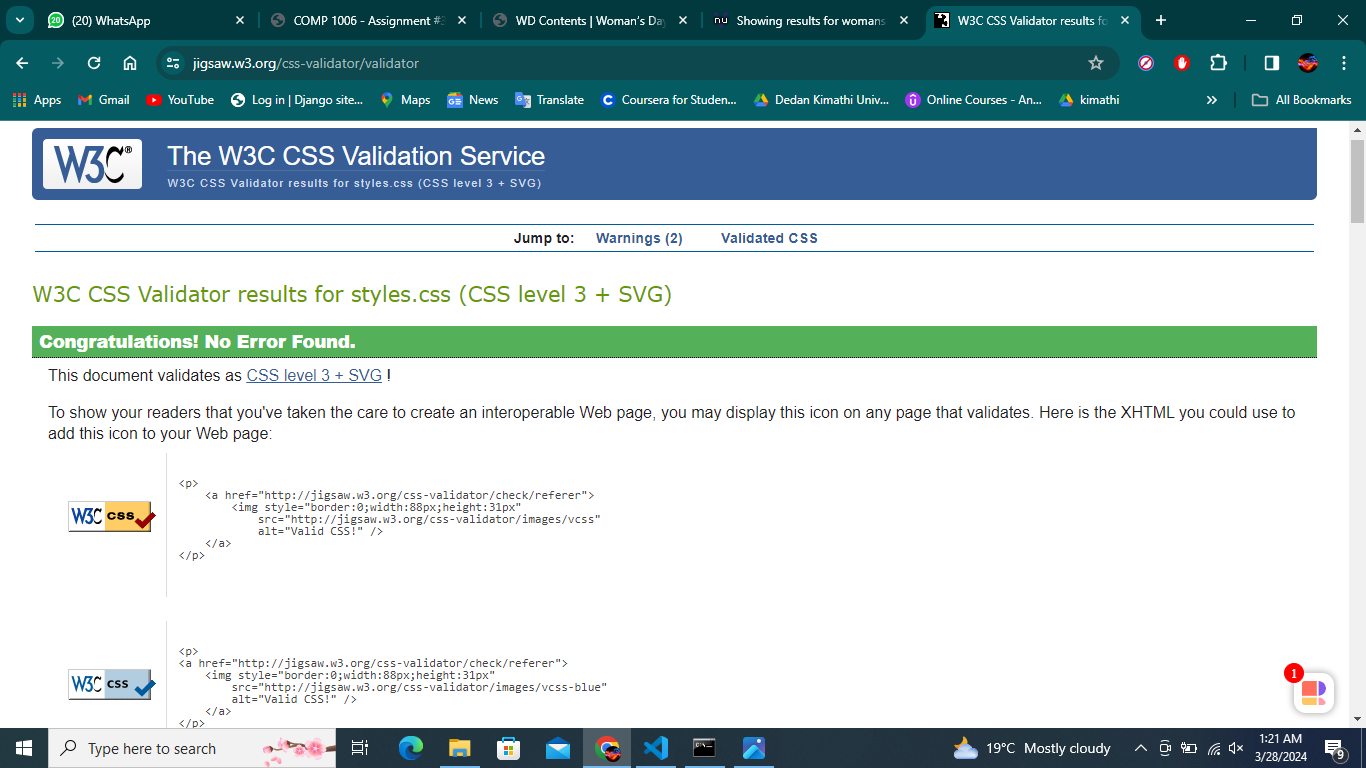 20 (20) WhatsApp
COMP 1006 - Assignment #3
WD Contents | Woman's Day
nu Showing results for womans
W3C CSS Validator results fo
jigsaw.w3.org/css-validator/validator
Apps Gmail YouTube Log in | Django site... Maps News Translate Coursera for Studen... Dedan Kimathi Univ... Online Courses - An... kimathi » All Bookmarks
W3C® The W3C CSS Validation Service
W3C CSS Validator results for styles.css (CSS level 3 + SVG)
Jump to: Warnings (2) Validated CSS
W3C CSS Validator results for styles.css (CSS level 3 + SVG)
Congratulations! No Error Found.
This document validates as CSS level 3 + SVG !
To show your readers that you've taken the care to create an interoperable Web page, you may display this icon on any page that validates. Here is the XHTML you could use to
add this icon to your Web page:
W3C css
<p>
<a href="http://jigsaw.w3.org/css-validator/check/referer">
<img style="border:0;width:88px;height:31px"
src="http://jigsaw.w3.org/css-validator/images/vcss"
alt="Valid CSS!" />
</a>
</p>
W3C css
<p>
<a href="http://jigsaw.w3.org/css-validator/check/referer">
<img style="border:0;width:88px;height:31px"
src="http://jigsaw.w3.org/css-validator/images/vcss-blue"
alt="Valid CSS!" />
</a>
</p>
1
Type here to search
19°C Mostly cloudy
1:21 AM
3/28/2024
9